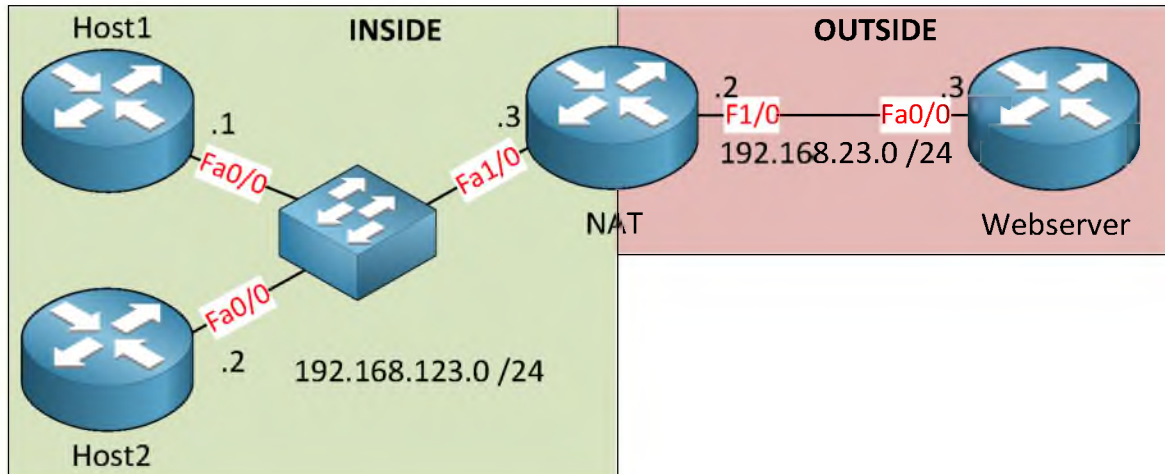 Host1
INSIDE
OUTSIDE
.1
Fa0/0
.3
Fa1/0
.2
F1/0
.3
Fa0/0
192.168.23.0 /24
NAT
Webserver
Fa0/0
.2
192.168.123.0 /24
Host2